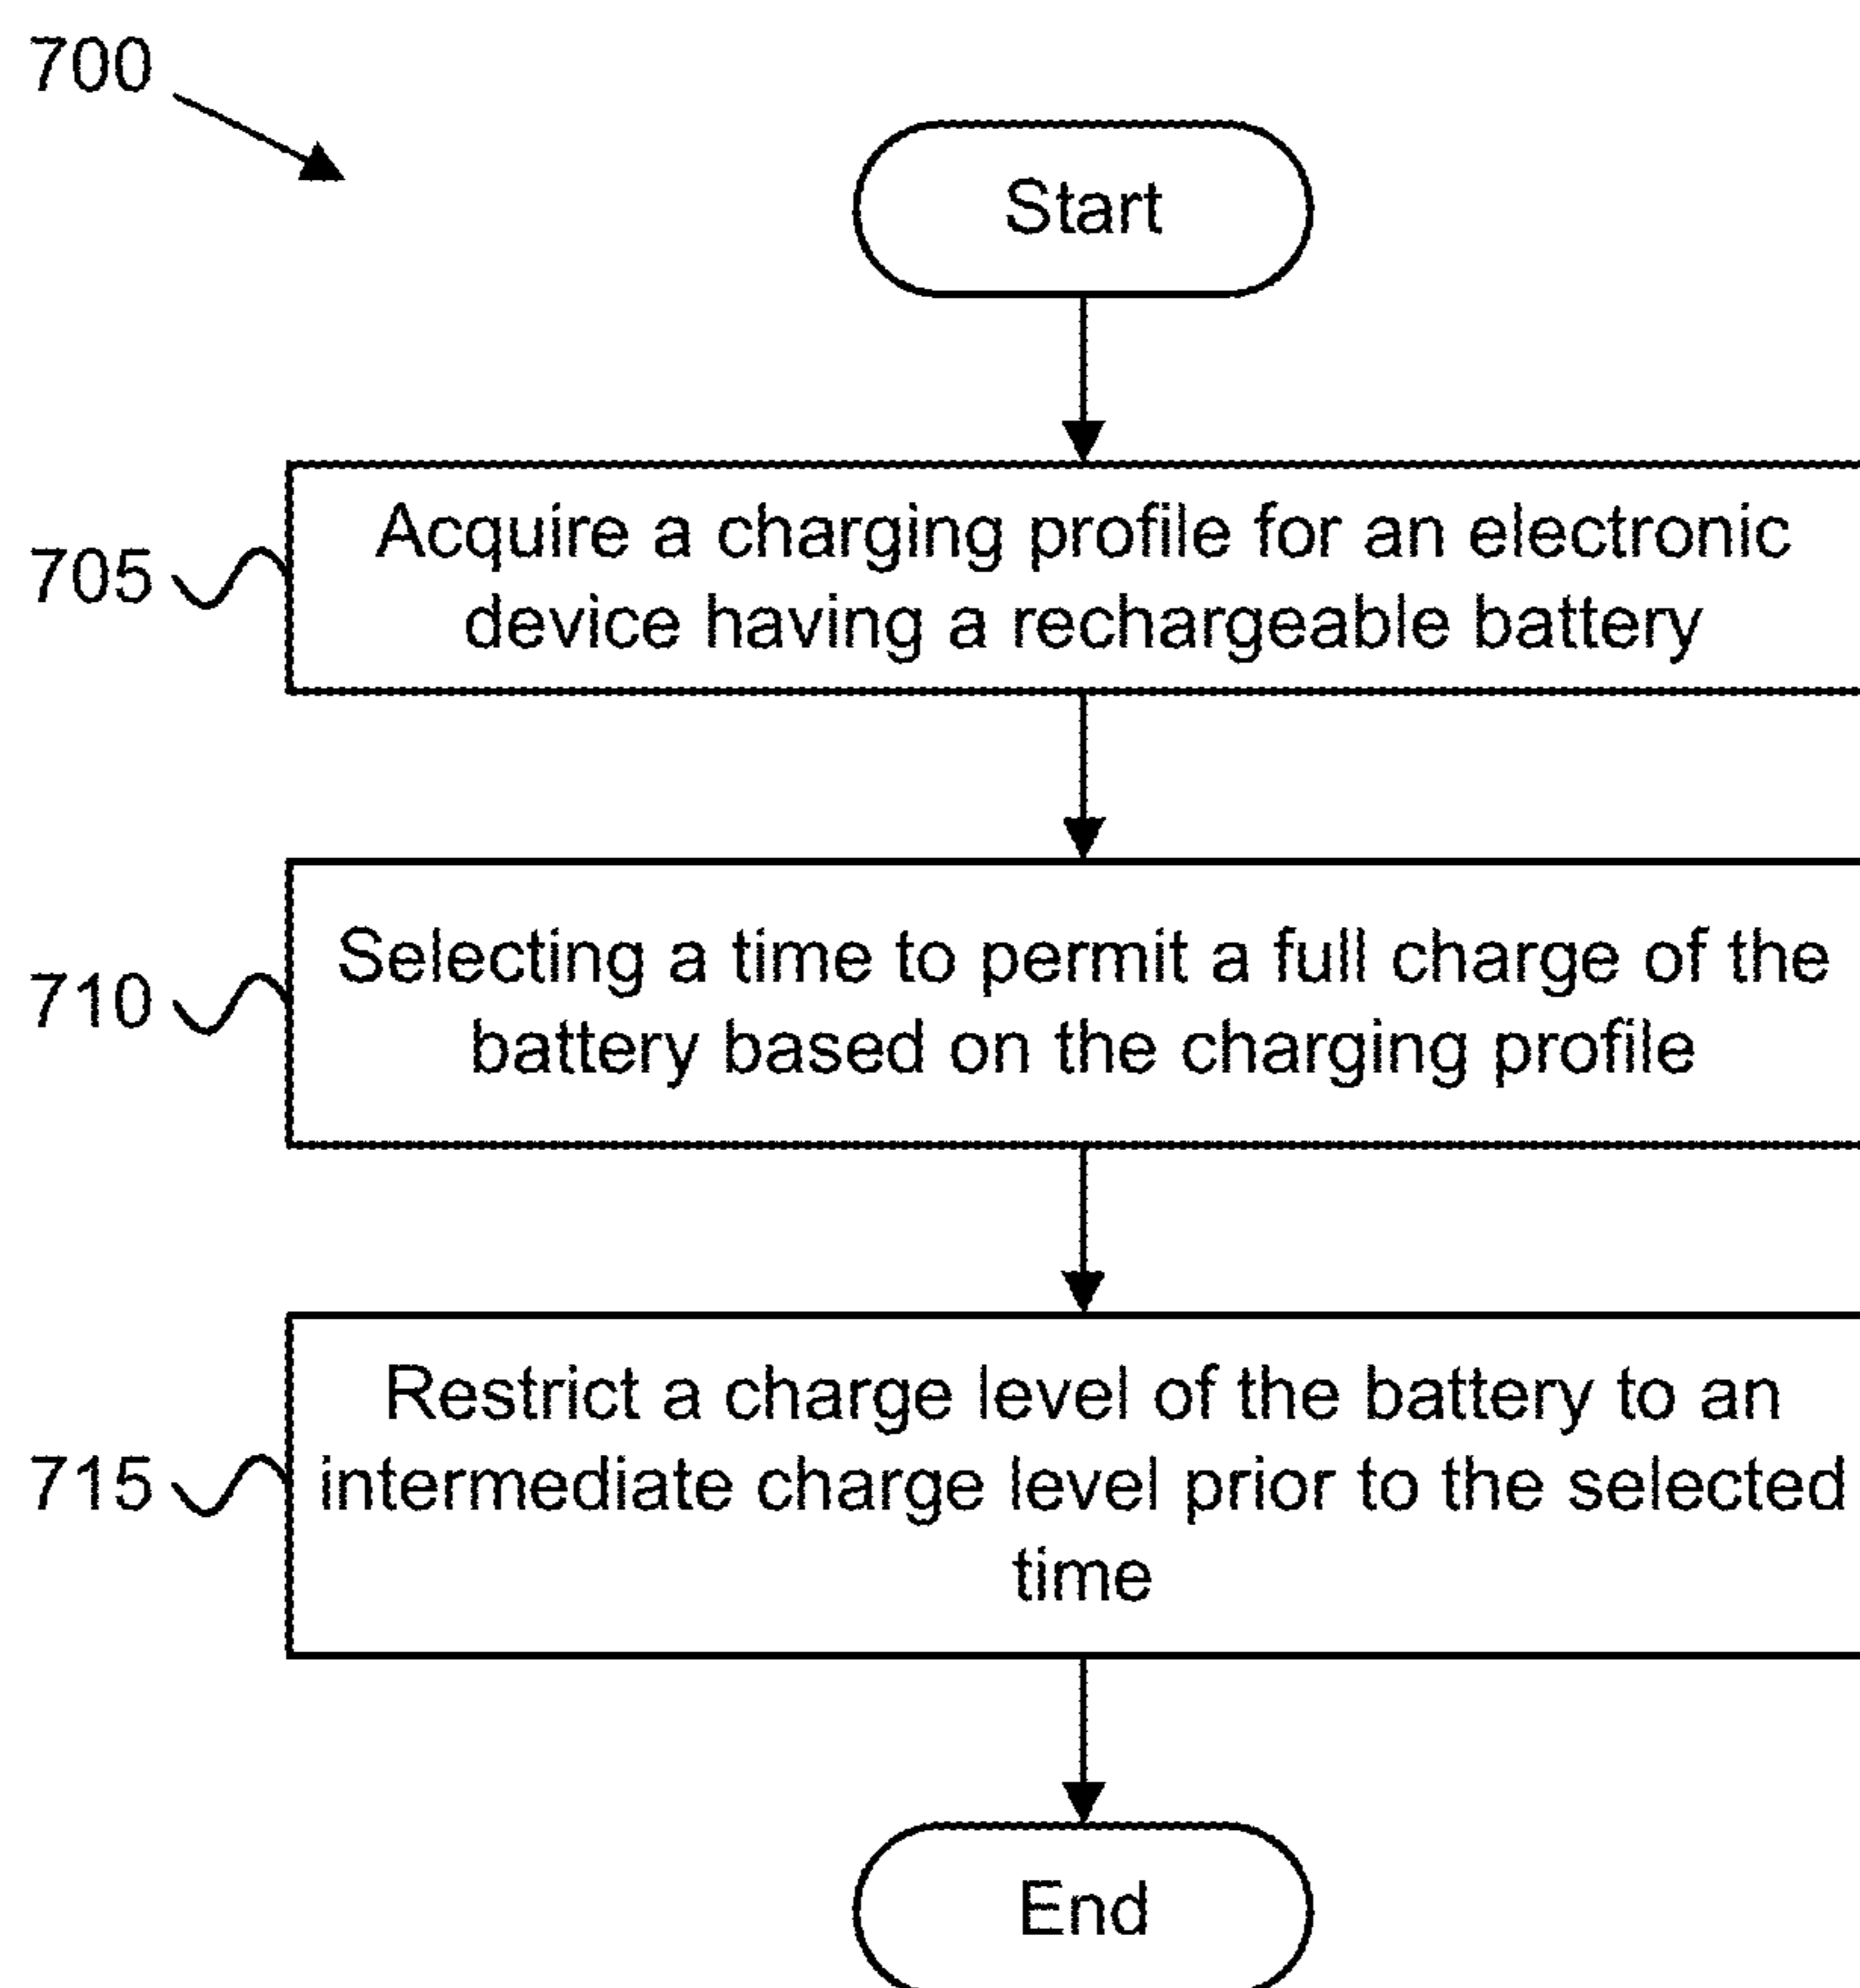 700
Start
705
Acquire a charging profile for an electronic
device having a rechargeable battery
710
Selecting a time to permit a full charge of the
battery based on the charging profile
715
Restrict a charge level of the battery to an
intermediate charge level prior to the selected
time
End